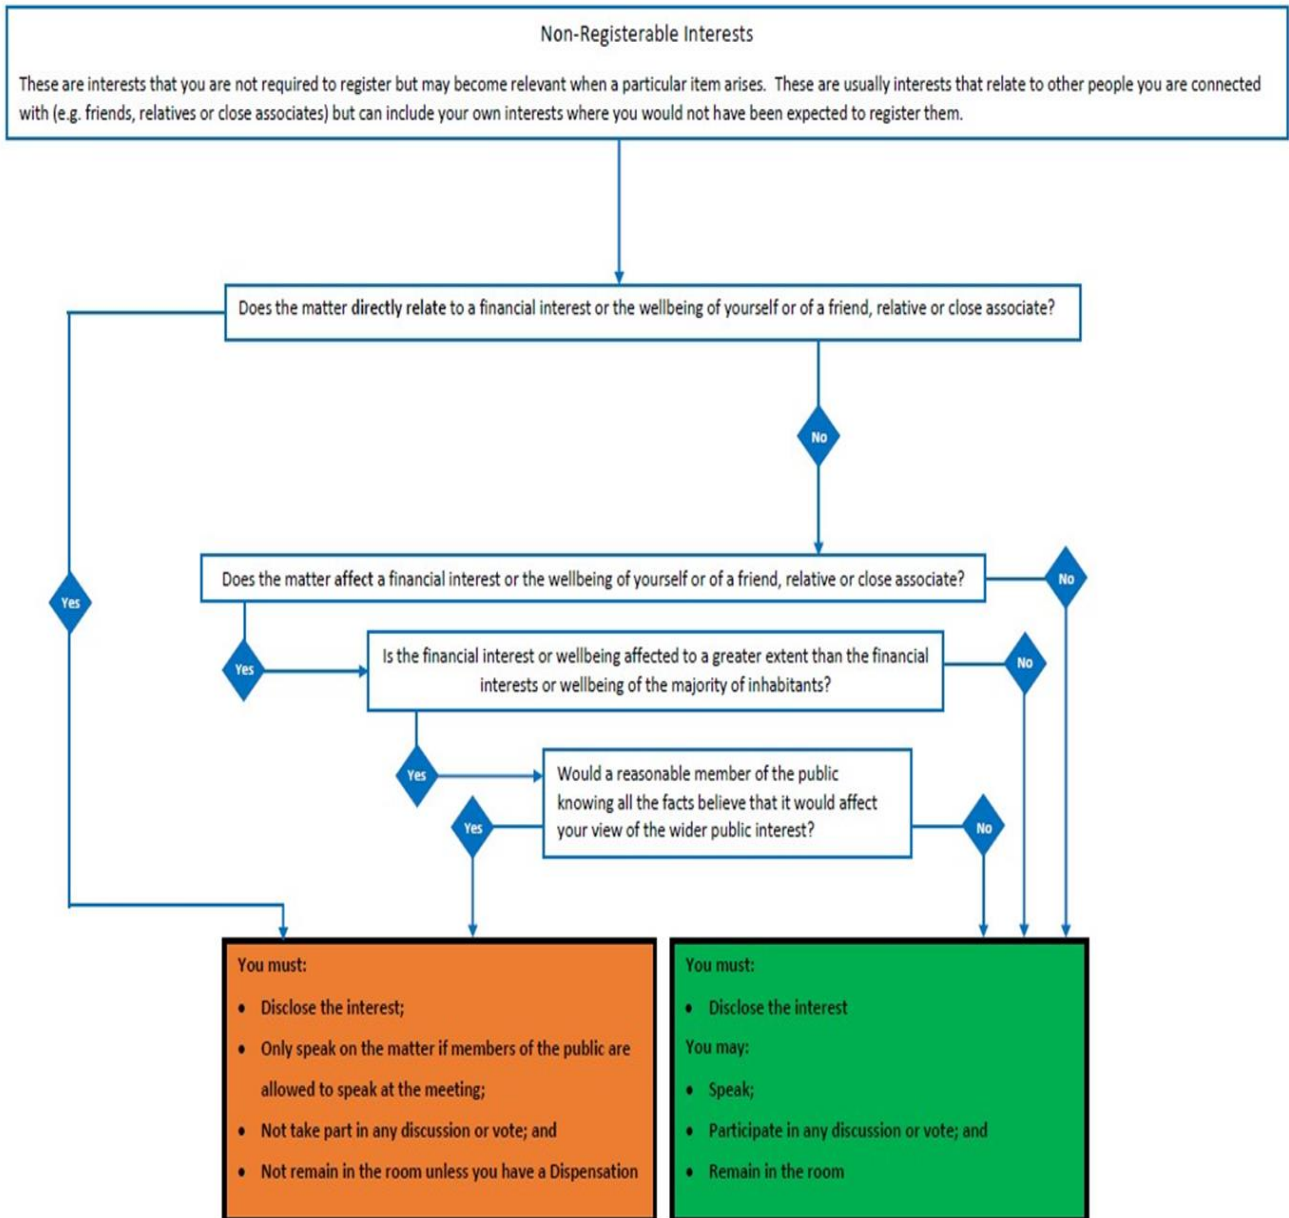 Non-Registerable Interests
These are interests that you are not required to register but may become relevant when a particular item arises. These are usually interests that relate to other people you are connected
with (e.g. friends, relatives or close associates) but can include your own interests where you would not have been expected to register them.
Does the matter directly relate to a financial interest or the wellbeing of yourself or of a friend, relative or close associate?
No
Does the matter affect a financial interest or the wellbeing of yourself or of a friend, relative or close associate?
No
Yes
Is the financial interest or wellbeing affected to a greater extent than the financial
interests or wellbeing of the majority of inhabitants?
No
Yes
Yes
Would a reasonable member of the public
knowing all the facts believe that it would affect
your view of the wider public interest?
Yes
No
You must:
• Disclose the interest;
• Only speak on the matter if members of the public are
allowed to speak at the meeting;
• Not take part in any discussion or vote; and
• Not remain in the room unless you have a Dispensation
You must:
• Disclose the interest
You may:
• Speak;
• Participate in any discussion or vote; and
• Remain in the room